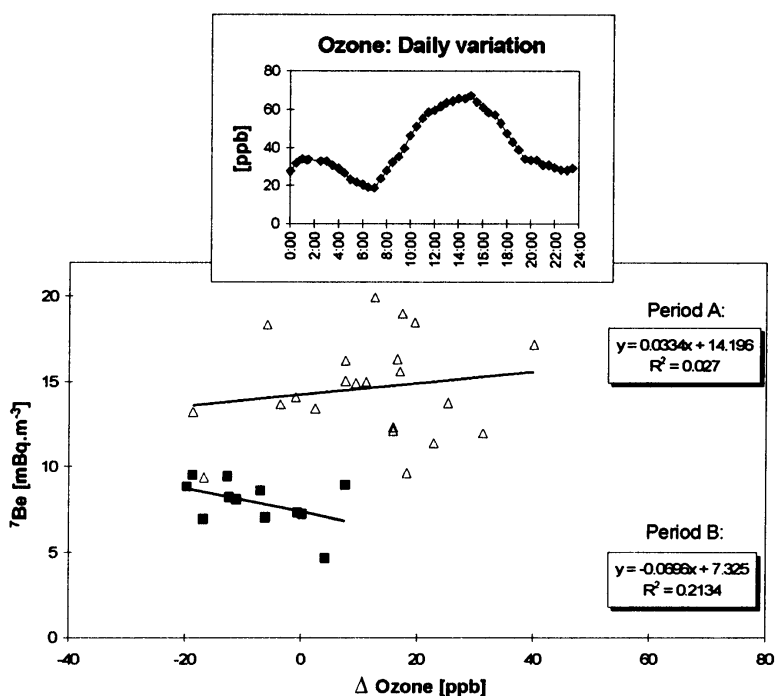 Ozone: Daily variation
80
60
40
20
0
[ppb]
0:00
2:00
4:00
6:00
8:00
10:00
12:00
14:00
16:00
18:00
20:00
22:00
24:00
20
15
10
5
0
⁷Be [mBq.m⁻³]
Period A:
y = 0.0334x + 14.196
R² = 0.027
Period B:
y = -0.0696x + 7.325
R² = 0.2134
-40 -20 0 20 40 60 80
Δ Ozone [ppb]